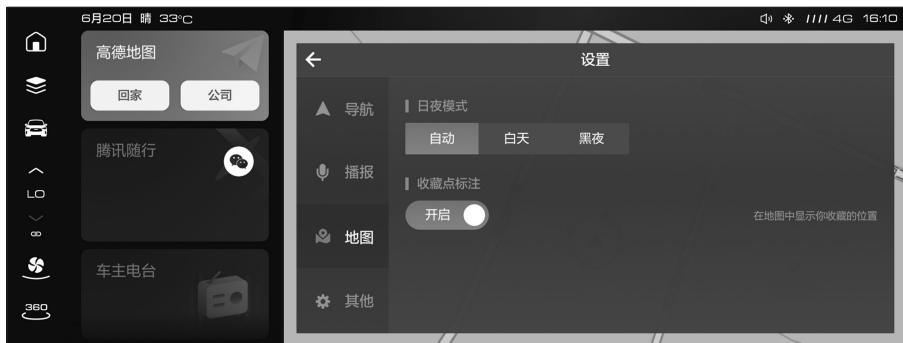 6月20日 晴 33°C
4G 16:10
高德地图
回家
公司
腾讯随行
车主电台
LO
360
设置
导航
播报
地图
其他
日夜模式
自动
白天
黑夜
收藏点标注
开启
在地图中显示你收藏的位置